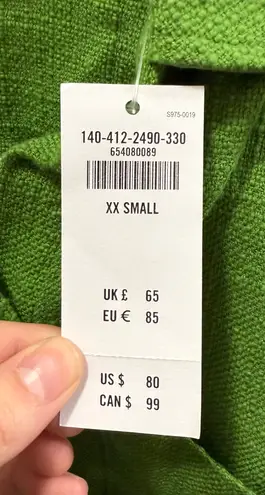 S975-0019
140-412-2490-330
654080089
XX SMALL
UK £ 65
EU € 85
US $ 80
CAN $ 99